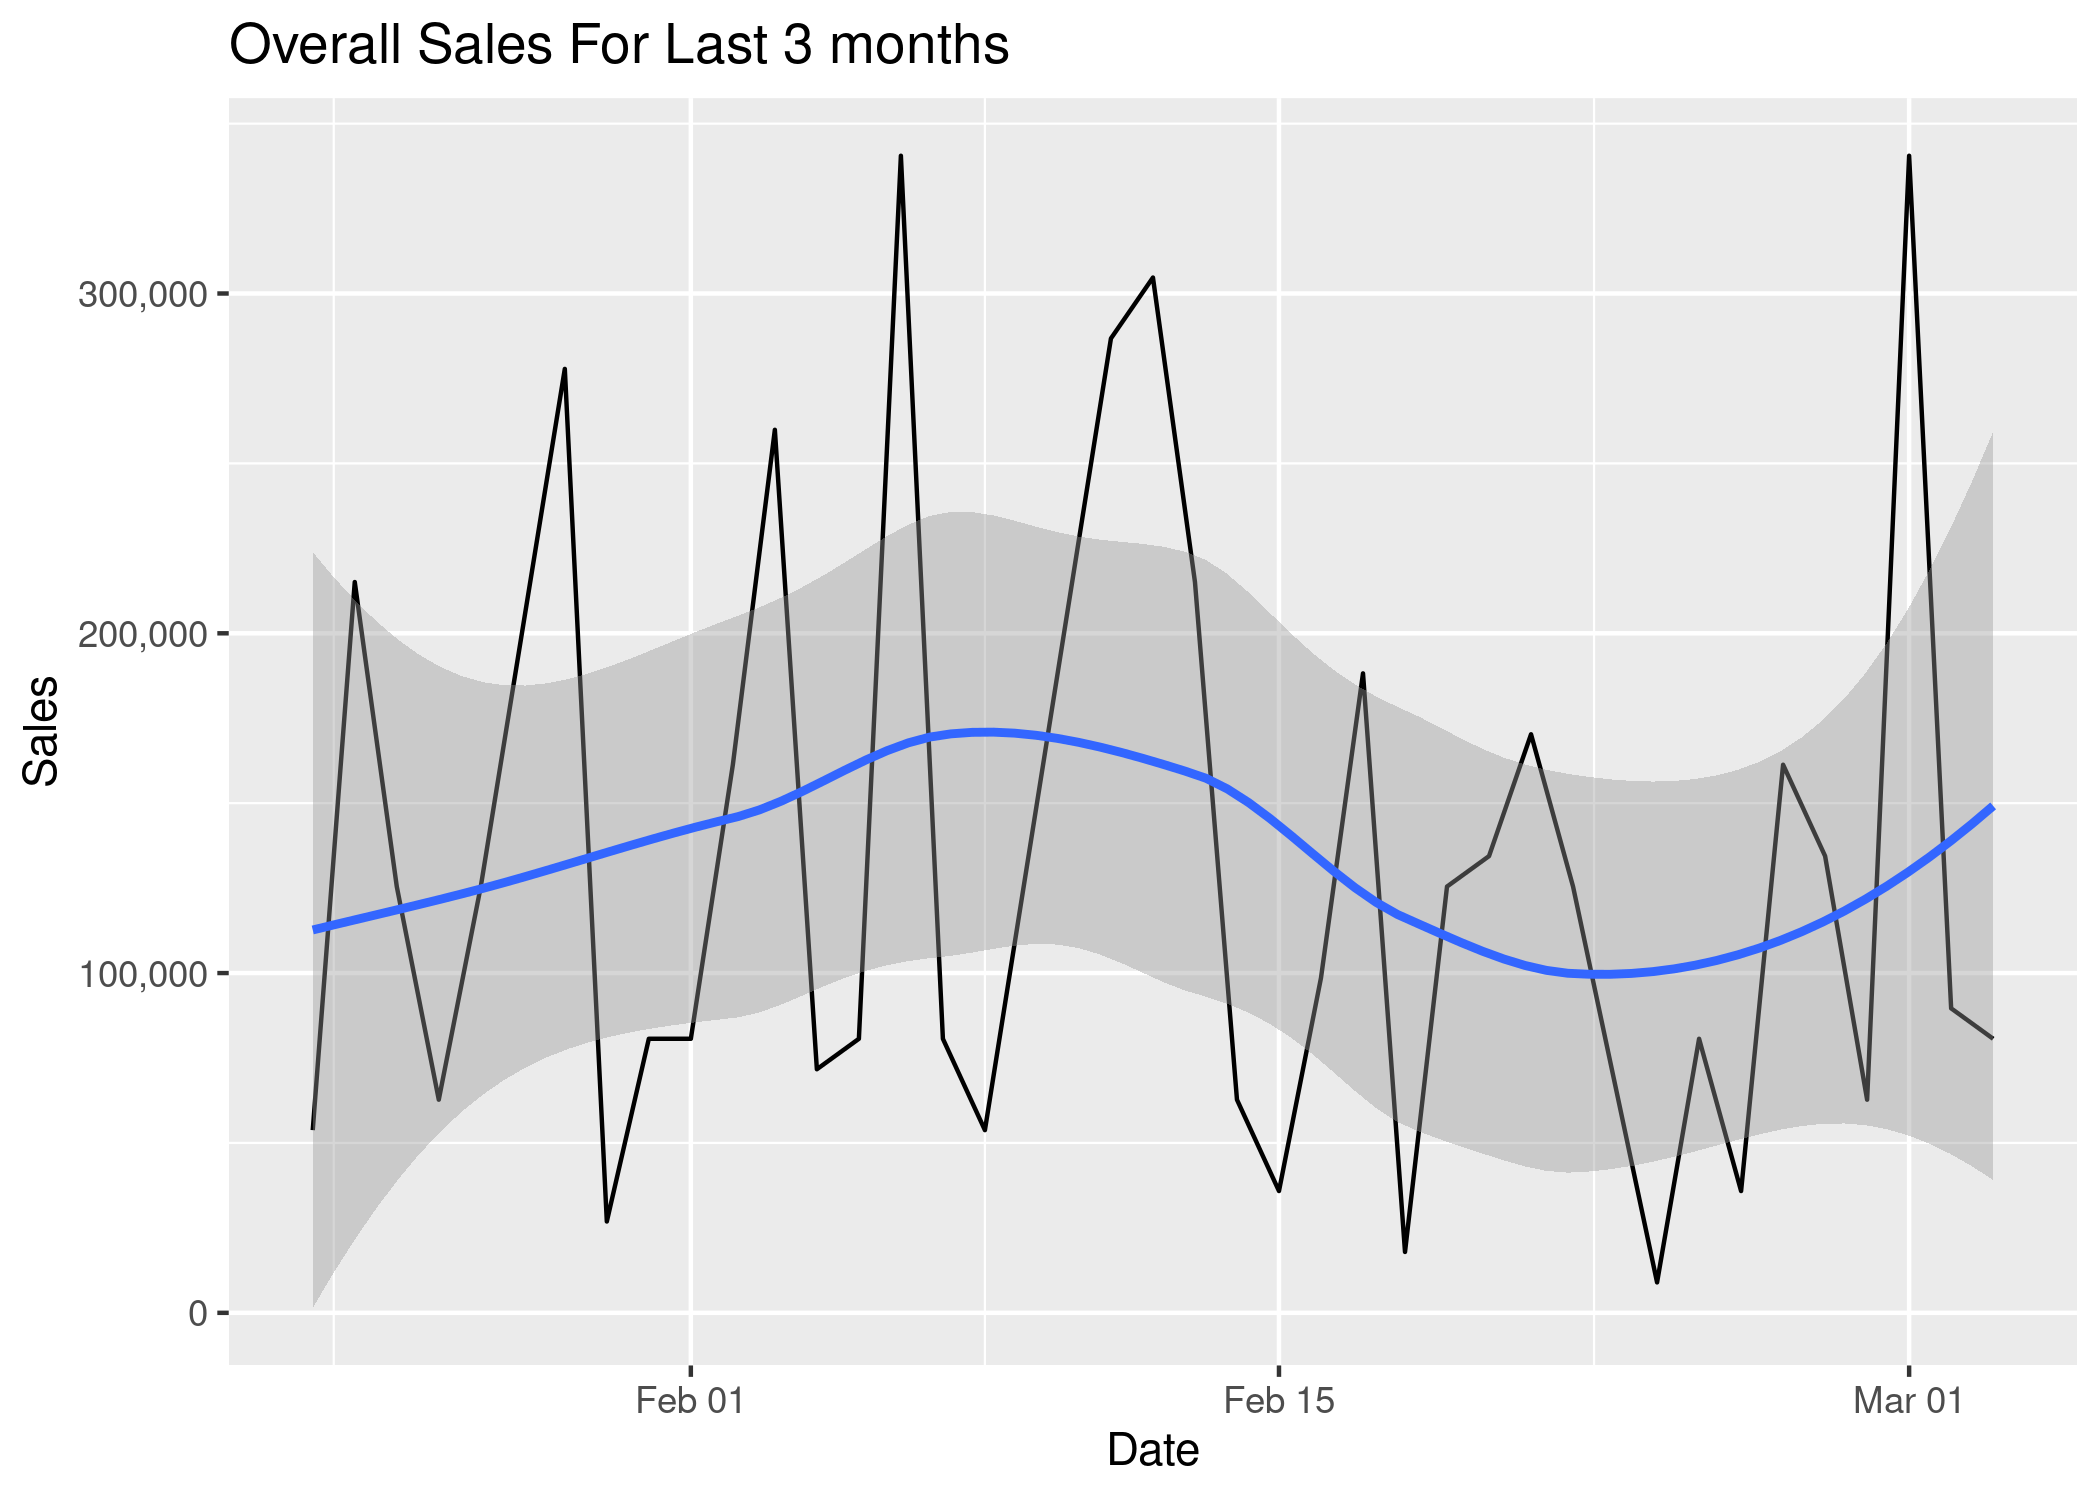 Overall Sales For Last 3 months
Sales
300,000
200,000
100,000
0
Feb 01
Feb 15
Mar 01
Date